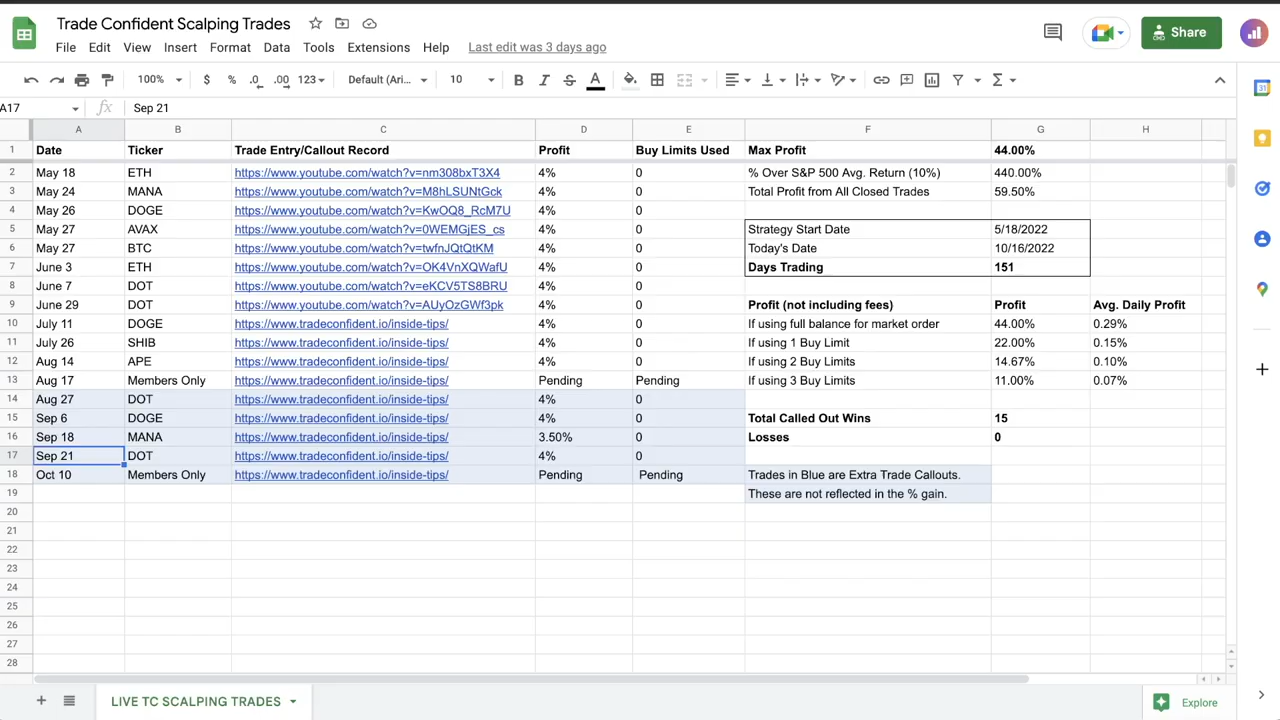 Trade Confident Scalping Trades
File Edit View Insert Format Data Tools Extensions Help Last edit was 3 days ago
Share
100% $ % .0 .00 123 Default (Ari... 10 B I S A
A17 fx Sep 21
A B C D E F G H
1 Date Ticker Trade Entry/Callout Record Profit Buy Limits Used Max Profit 44.00%
2 May 18 ETH https://www.youtube.com/watch?v=nm308bxT3X4 4% 0 % Over S&P 500 Avg. Return (10%) 440.00%
3 May 24 MANA https://www.youtube.com/watch?v=M8hLSUNtGck 4% 0 Total Profit from All Closed Trades 59.50%
4 May 26 DOGE https://www.youtube.com/watch?v=KwOQ8_RcM7U 4% 0
5 May 27 AVAX https://www.youtube.com/watch?v=0WEMGjES_cs 4% 0 Strategy Start Date 5/18/2022
6 May 27 BTC https://www.youtube.com/watch?v=twfnJQtQtKM 4% 0 Today's Date 10/16/2022
7 June 3 ETH https://www.youtube.com/watch?v=OK4VnXQWafU 4% 0 Days Trading 151
8 June 7 DOT https://www.youtube.com/watch?v=eKCV5TS8BRU 4% 0
9 June 29 DOT https://www.youtube.com/watch?v=AUyOzGWf3pk 4% 0 Profit (not including fees) Profit Avg. Daily Profit
10 July 11 DOGE https://www.tradeconfident.io/inside-tips/ 4% 0 If using full balance for market order 44.00% 0.29%
11 July 26 SHIB https://www.tradeconfident.io/inside-tips/ 4% 0 If using 1 Buy Limit 22.00% 0.15%
12 Aug 14 APE https://www.tradeconfident.io/inside-tips/ 4% 0 If using 2 Buy Limits 14.67% 0.10%
13 Aug 17 Members Only https://www.tradeconfident.io/inside-tips/ Pending Pending If using 3 Buy Limits 11.00% 0.07%
14 Aug 27 DOT https://www.tradeconfident.io/inside-tips/ 4% 0
15 Sep 6 DOGE https://www.tradeconfident.io/inside-tips/ 4% 0 Total Called Out Wins 15
16 Sep 18 MANA https://www.tradeconfident.io/inside-tips/ 3.50% 0 Losses 0
17 Sep 21 DOT https://www.tradeconfident.io/inside-tips/ 4% 0
18 Oct 10 Members Only https://www.tradeconfident.io/inside-tips/ Pending Pending Trades in Blue are Extra Trade Callouts.
19 These are not reflected in the % gain.
20
21
22
23
24
25
26
27
28
LIVE TC SCALPING TRADES
Explore